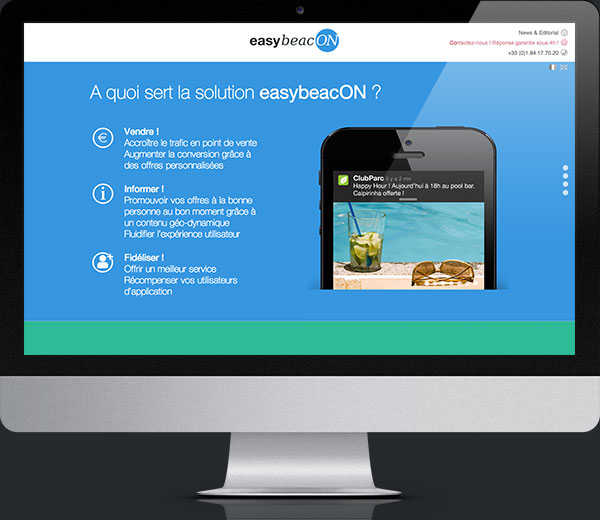 easybeacON
News & Editorial
Contactez-nous ! Réponse garantie sous 4h !
+33 (0)1.84.17.70.20
A quoi sert la solution easybeacON ?
Vendre !
Accroître le trafic en point de vente
Augmenter la conversion grâce à
des offres personnalisées
Informer !
Promouvoir vos offres à la bonne
personne au bon moment grâce à
un contenu géo-dynamique
Fluidifier l'expérience utilisateur
Fidéliser !
Offrir un meilleur service
Récompenser vos utilisateurs
d'application
ClubParc il y a 2 mn
Happy Hour ! Aujourd'hui à 18h au pool bar.
Caipirinha offerte !